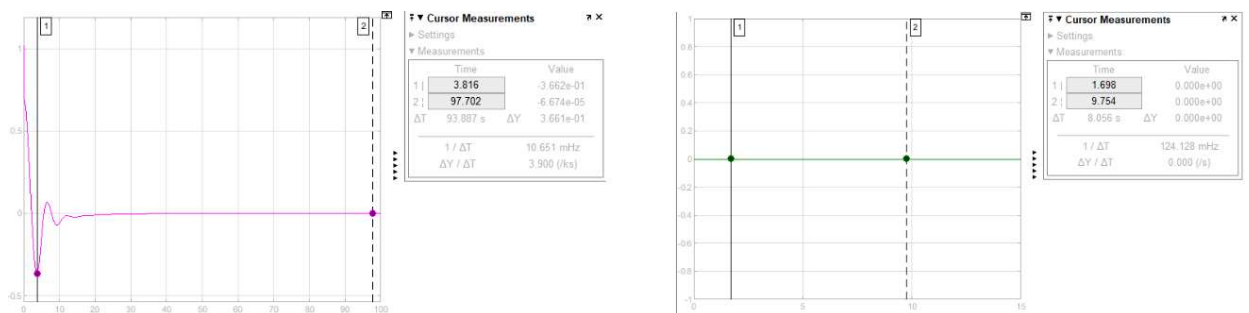 1
2
1
0.5
0
-0.5
0 10 20 30 40 50 60 70 80 90 100
Cursor Measurements
Settings
Measurements
Time Value
1 | 3.816 -3.662e-01
2 ¦ 97.702 -6.674e-05
ΔT 93.887 s ΔY 3.661e-01
1 / ΔT 10.651 mHz
ΔY / ΔT 3.900 (/ks)
1
2
1
0.8
0.6
0.4
0.2
0
-0.2
-0.4
-0.6
-0.8
-1
0 5 10 15
Cursor Measurements
Settings
Measurements
Time Value
1 | 1.698 0.000e+00
2 ¦ 9.754 0.000e+00
ΔT 8.056 s ΔY 0.000e+00
1 / ΔT 124.128 mHz
ΔY / ΔT 0.000 (/s)